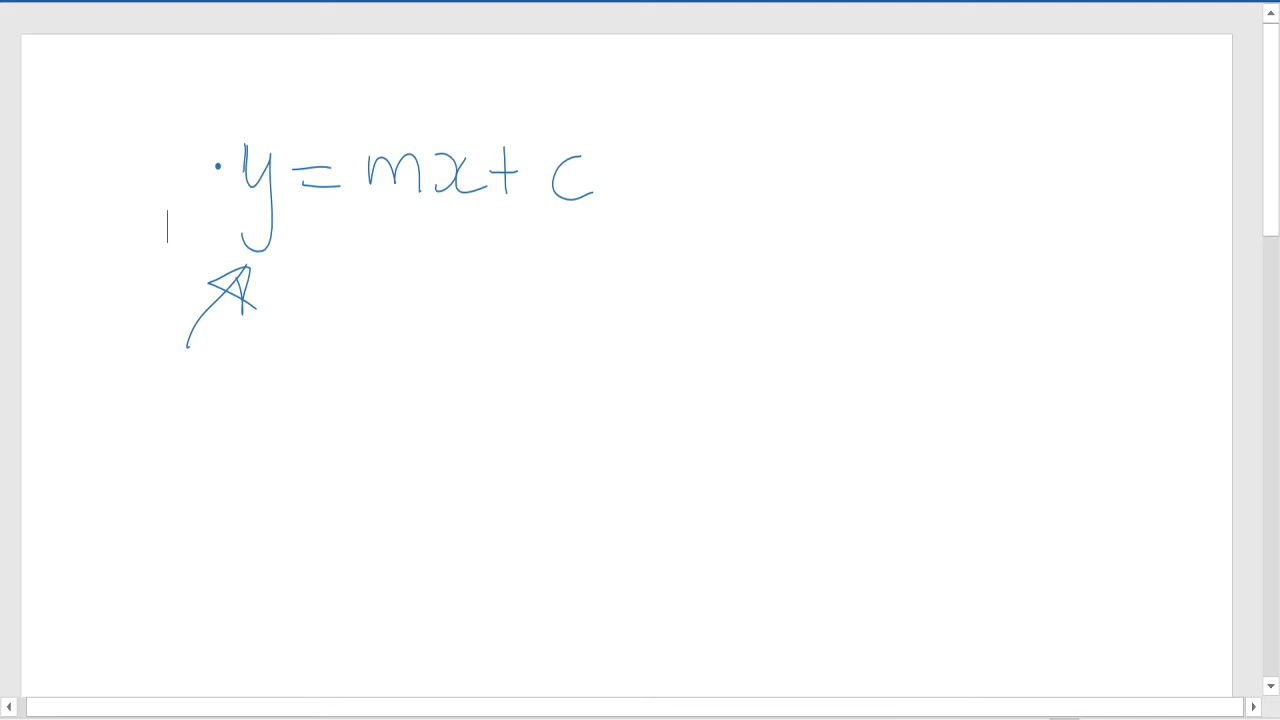 · y = mx + c